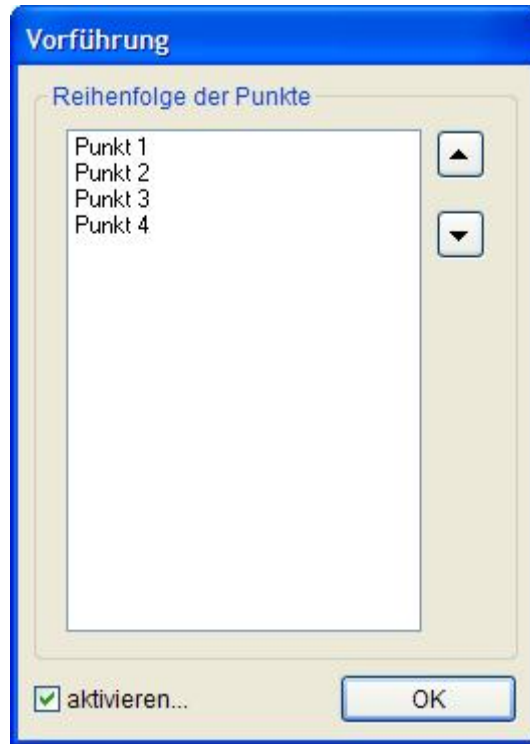 Vorführung
Reihenfolge der Punkte
Punkt 1
Punkt 2
Punkt 3
Punkt 4
aktivieren...
OK